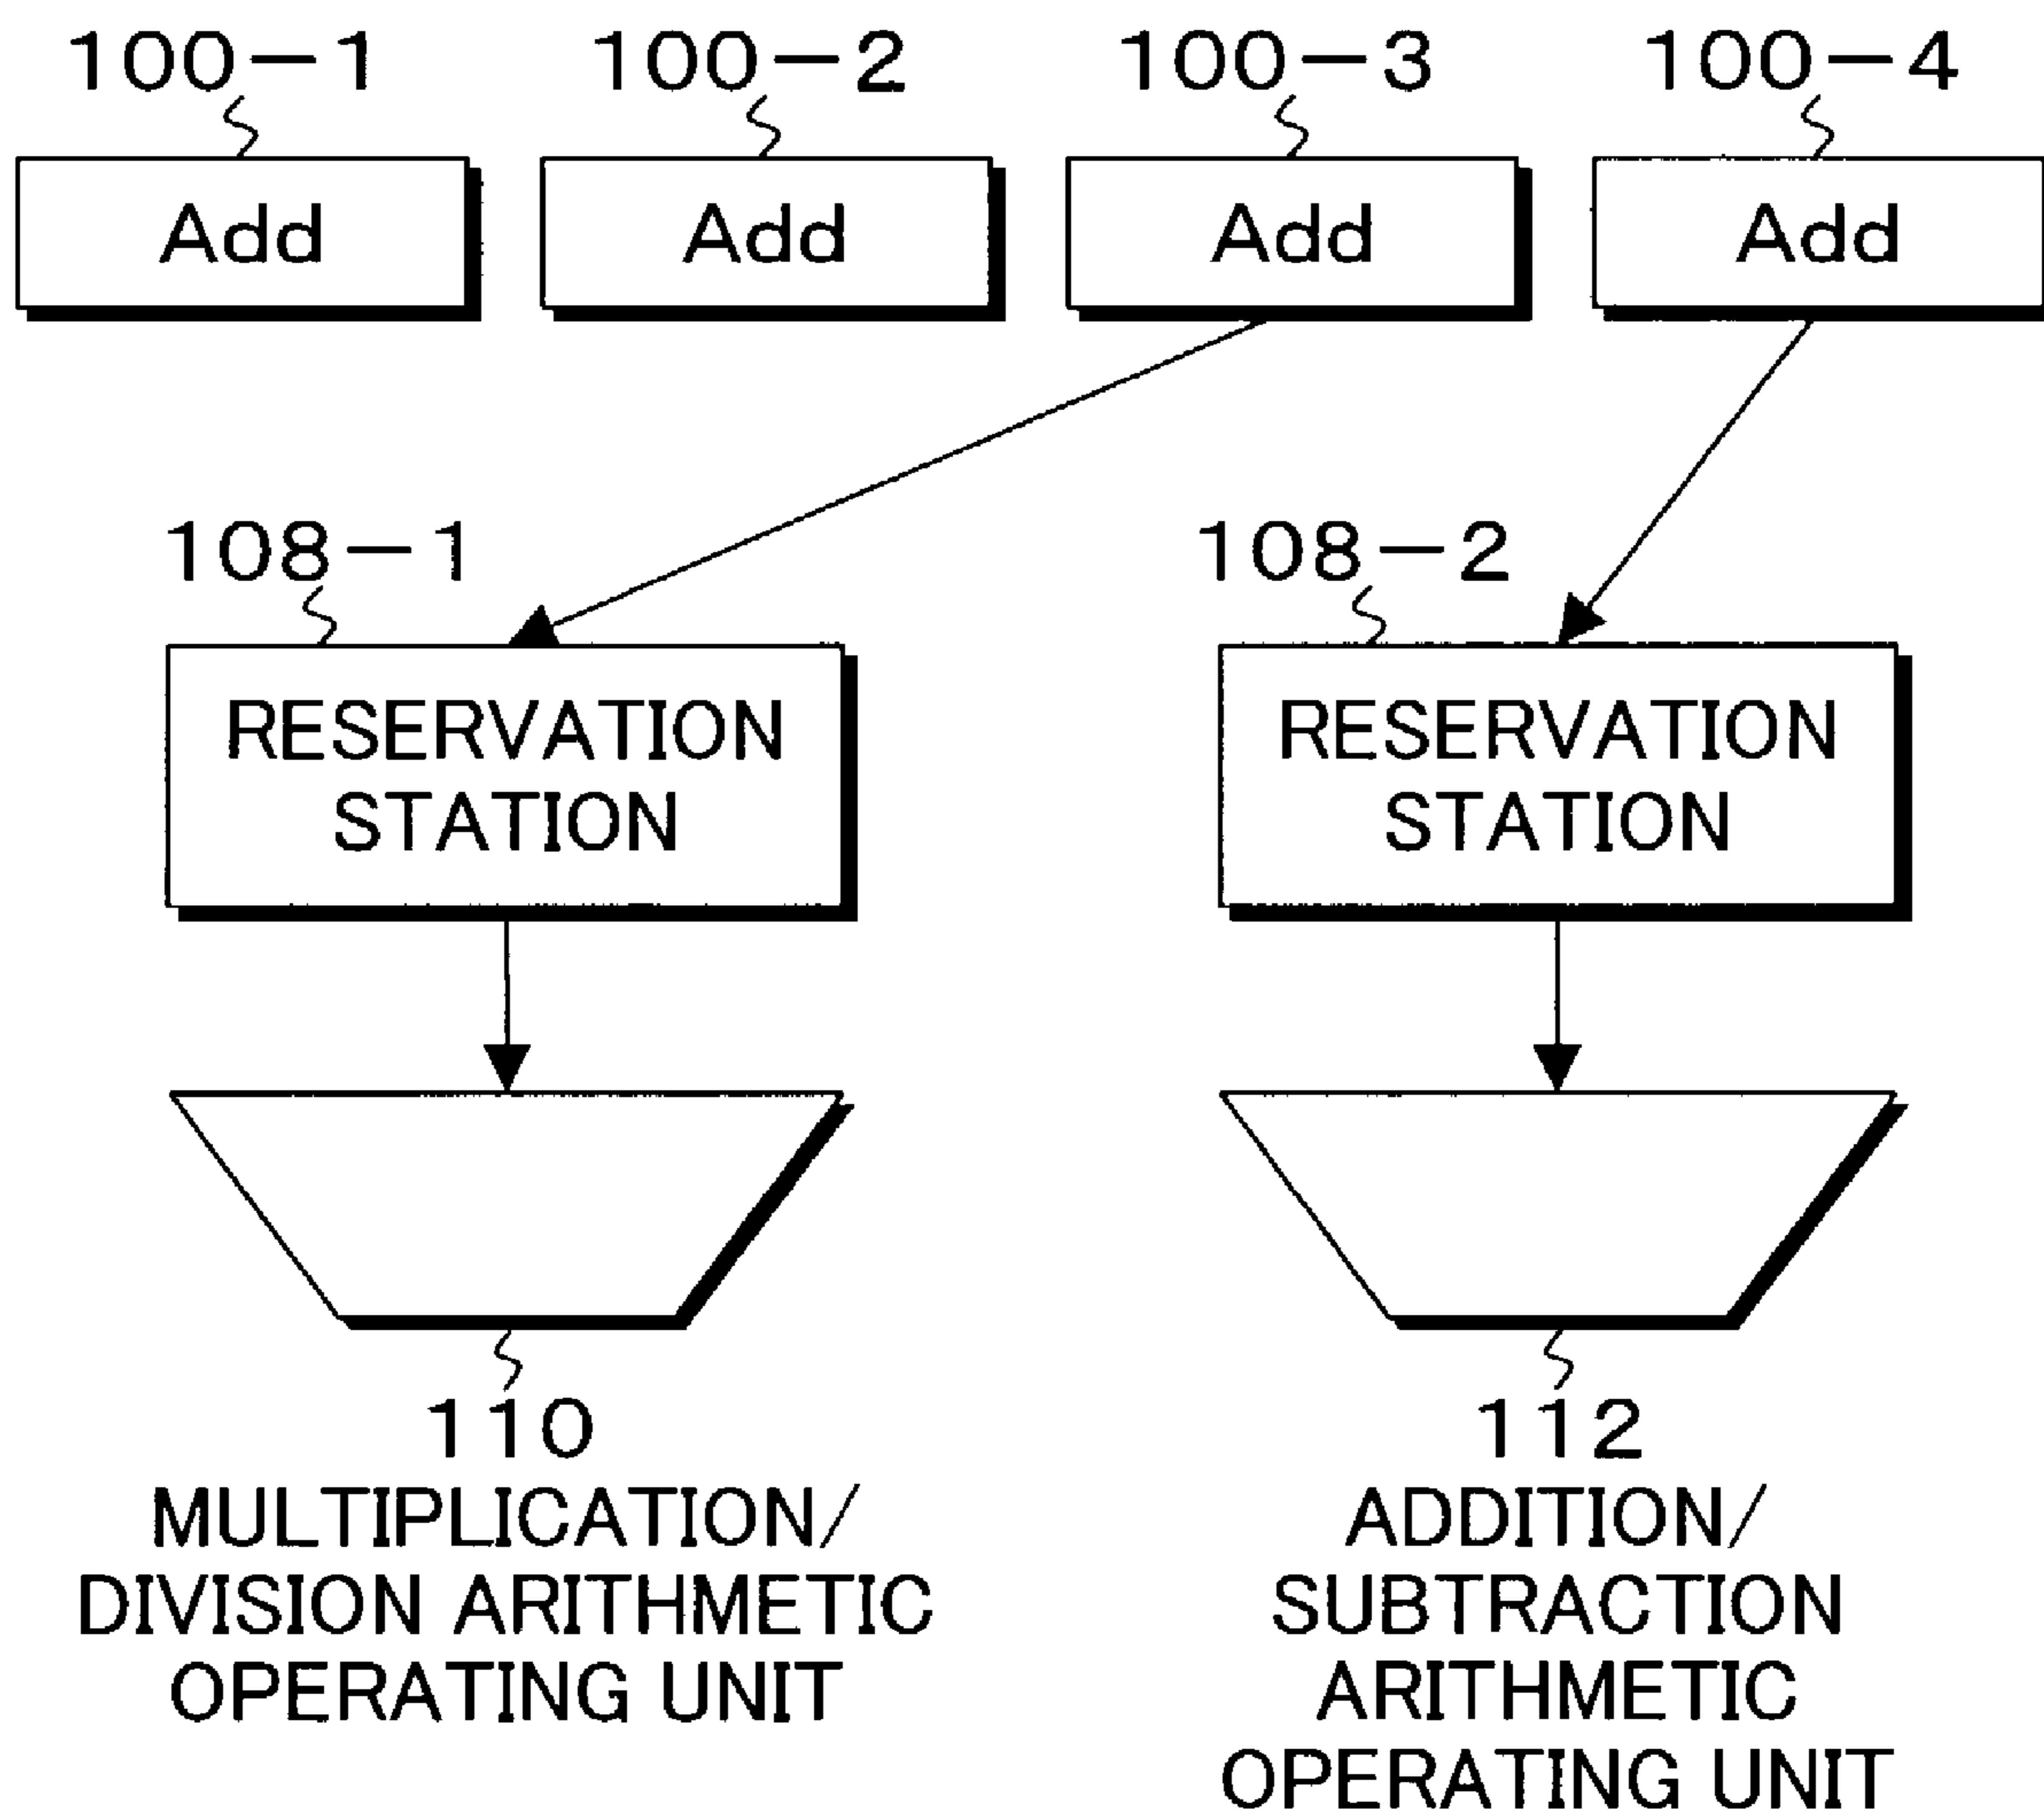 100-1 100-2 100-3 100-4
Add Add Add Add
108-1 108-2
RESERVATION STATION
RESERVATION STATION
110
MULTIPLICATION/
DIVISION ARITHMETIC
OPERATING UNIT
112
ADDITION/
SUBTRACTION
ARITHMETIC
OPERATING UNIT